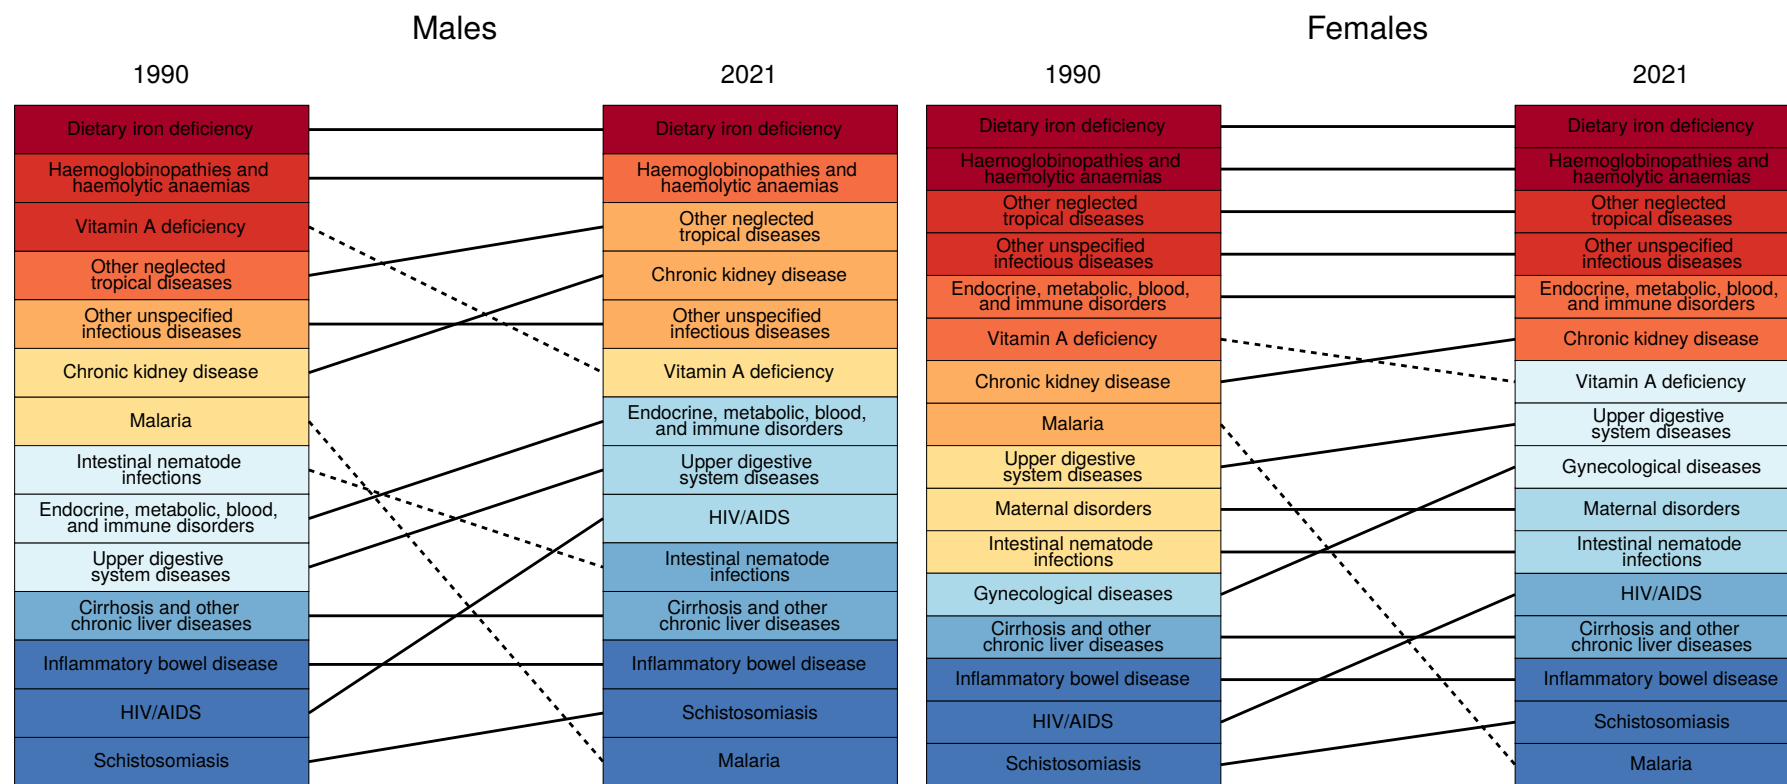 Males
1990
2021
Dietary iron deficiency
Haemoglobinopathies and
haemolytic anaemias
Vitamin A deficiency
Other neglected
tropical diseases
Other unspecified
infectious diseases
Chronic kidney disease
Malaria
Intestinal nematode
infections
Endocrine, metabolic, blood,
and immune disorders
Upper digestive
system diseases
Cirrhosis and other
chronic liver diseases
Inflammatory bowel disease
HIV/AIDS
Schistosomiasis
Dietary iron deficiency
Haemoglobinopathies and
haemolytic anaemias
Other neglected
tropical diseases
Chronic kidney disease
Other unspecified
infectious diseases
Vitamin A deficiency
Endocrine, metabolic, blood,
and immune disorders
Upper digestive
system diseases
HIV/AIDS
Intestinal nematode
infections
Cirrhosis and other
chronic liver diseases
Inflammatory bowel disease
Schistosomiasis
Malaria
Females
1990
2021
Dietary iron deficiency
Haemoglobinopathies and
haemolytic anaemias
Other neglected
tropical diseases
Other unspecified
infectious diseases
Endocrine, metabolic, blood,
and immune disorders
Vitamin A deficiency
Chronic kidney disease
Malaria
Upper digestive
system diseases
Maternal disorders
Intestinal nematode
infections
Gynecological diseases
Cirrhosis and other
chronic liver diseases
Inflammatory bowel disease
HIV/AIDS
Schistosomiasis
Dietary iron deficiency
Haemoglobinopathies and
haemolytic anaemias
Other neglected
tropical diseases
Other unspecified
infectious diseases
Endocrine, metabolic, blood,
and immune disorders
Chronic kidney disease
Vitamin A deficiency
Upper digestive
system diseases
Gynecological diseases
Maternal disorders
Intestinal nematode
infections
HIV/AIDS
Cirrhosis and other
chronic liver diseases
Inflammatory bowel disease
Schistosomiasis
Malaria